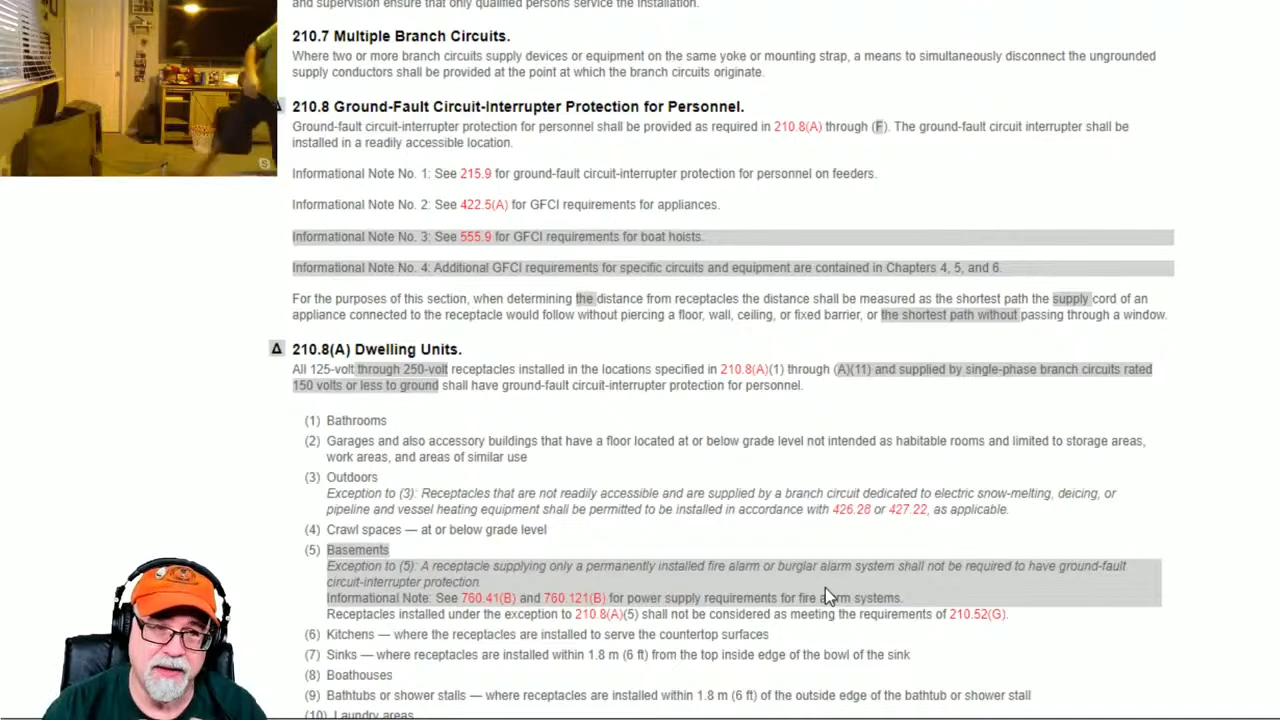 and supervision ensure that only qualified persons service the installation.
210.7 Multiple Branch Circuits.
Where two or more branch circuits supply devices or equipment on the same yoke or mounting strap, a means to simultaneously disconnect the ungrounded
supply conductors shall be provided at the point at which the branch circuits originate.
Δ 210.8 Ground-Fault Circuit-Interrupter Protection for Personnel.
Ground-fault circuit-interrupter protection for personnel shall be provided as required in 210.8(A) through (F). The ground-fault circuit interrupter shall be
installed in a readily accessible location.
Informational Note No. 1: See 215.9 for ground-fault circuit-interrupter protection for personnel on feeders.
Informational Note No. 2: See 422.5(A) for GFCI requirements for appliances.
Informational Note No. 3: See 555.9 for GFCI requirements for boat hoists.
Informational Note No. 4: Additional GFCI requirements for specific circuits and equipment are contained in Chapters 4, 5, and 6.
For the purposes of this section, when determining the distance from receptacles the distance shall be measured as the shortest path the supply cord of an
appliance connected to the receptacle would follow without piercing a floor, wall, ceiling, or fixed barrier, or the shortest path without passing through a window.
Δ 210.8(A) Dwelling Units.
All 125-volt through 250-volt receptacles installed in the locations specified in 210.8(A)(1) through (A)(11) and supplied by single-phase branch circuits rated
150 volts or less to ground shall have ground-fault circuit-interrupter protection for personnel.
(1) Bathrooms
(2) Garages and also accessory buildings that have a floor located at or below grade level not intended as habitable rooms and limited to storage areas,
work areas, and areas of similar use
(3) Outdoors
Exception to (3): Receptacles that are not readily accessible and are supplied by a branch circuit dedicated to electric snow-melting, deicing, or
pipeline and vessel heating equipment shall be permitted to be installed in accordance with 426.28 or 427.22, as applicable.
(4) Crawl spaces — at or below grade level
(5) Basements
Exception to (5): A receptacle supplying only a permanently installed fire alarm or burglar alarm system shall not be required to have ground-fault
circuit-interrupter protection.
Informational Note: See 760.41(B) and 760.121(B) for power supply requirements for fire alarm systems.
Receptacles installed under the exception to 210.8(A)(5) shall not be considered as meeting the requirements of 210.52(G).
(6) Kitchens — where the receptacles are installed to serve the countertop surfaces
(7) Sinks — where receptacles are installed within 1.8 m (6 ft) from the top inside edge of the bowl of the sink
(8) Boathouses
(9) Bathtubs or shower stalls — where receptacles are installed within 1.8 m (6 ft) of the outside edge of the bathtub or shower stall
(10) Laundry areas